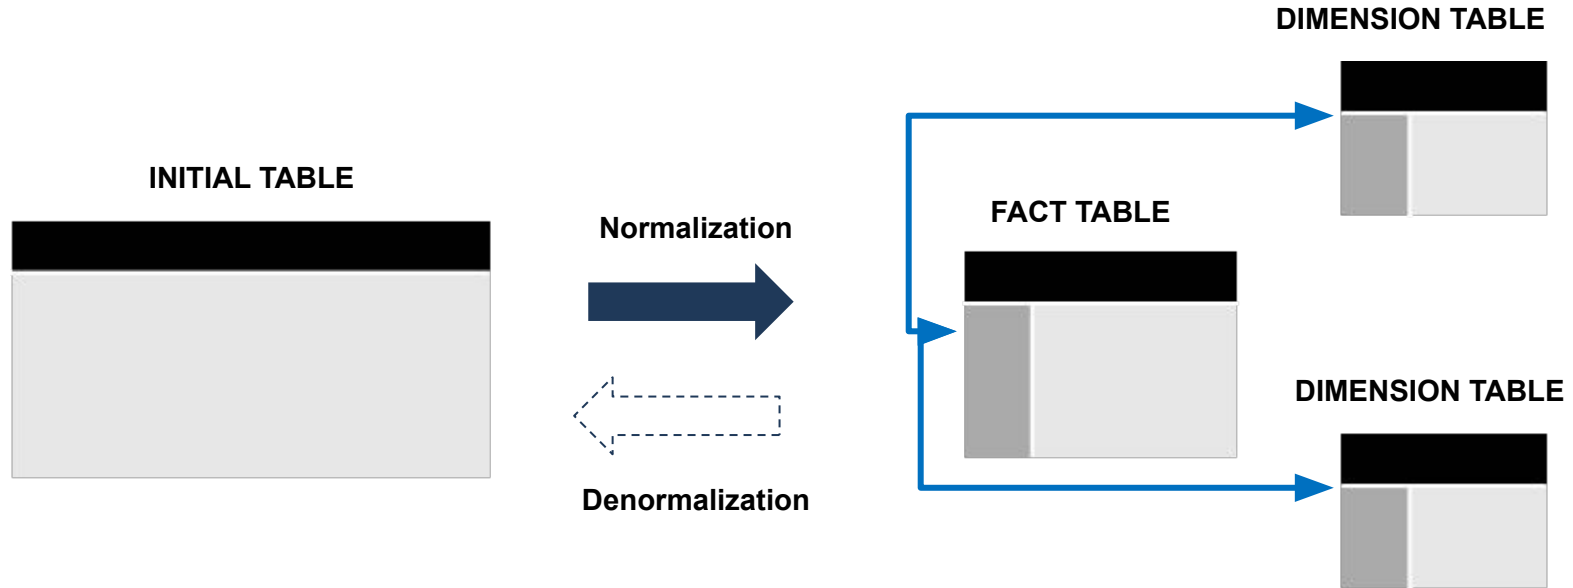 DIMENSION TABLE
INITIAL TABLE
Normalization
FACT TABLE
DIMENSION TABLE
Denormalization